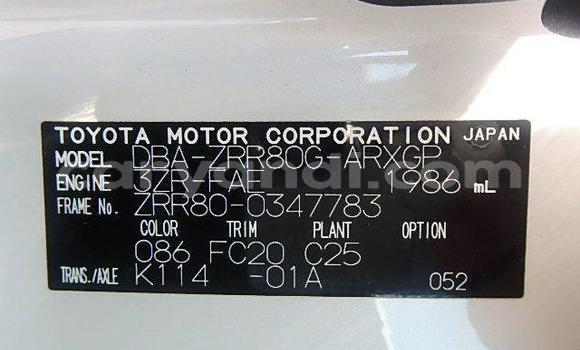 TOYOTA MOTOR CORPORATION JAPAN
MODEL DBA-ZRR80G-ARXGP
ENGINE 3ZR-FAE 1986 mL
FRAME No. ZRR80-0347783
COLOR TRIM PLANT OPTION
086 FC20 C25
TRANS./AXLE K114 -01A 052